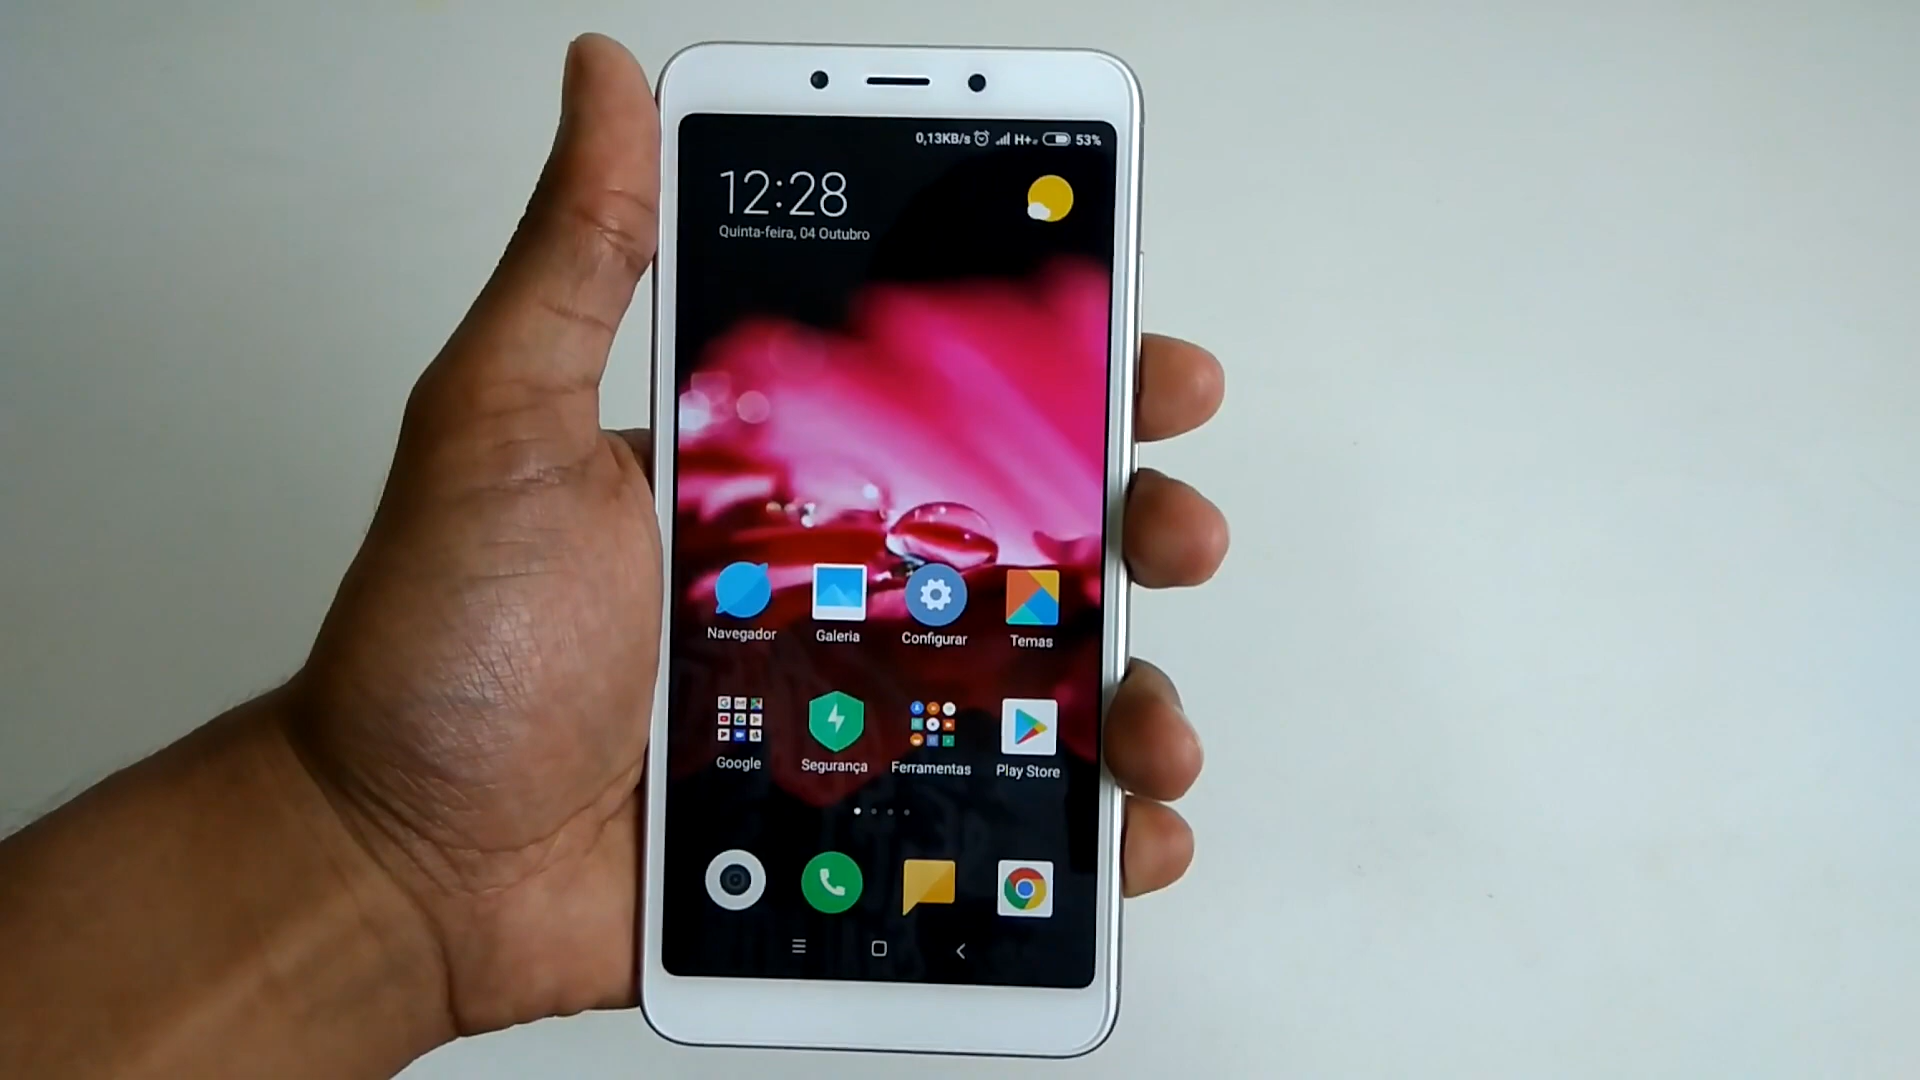 0,13KB/s H+ 53%
12:28
Quinta-feira, 04 Outubro
Navegador Galeria Configurar Temas
Google Segurança Ferramentas Play Store